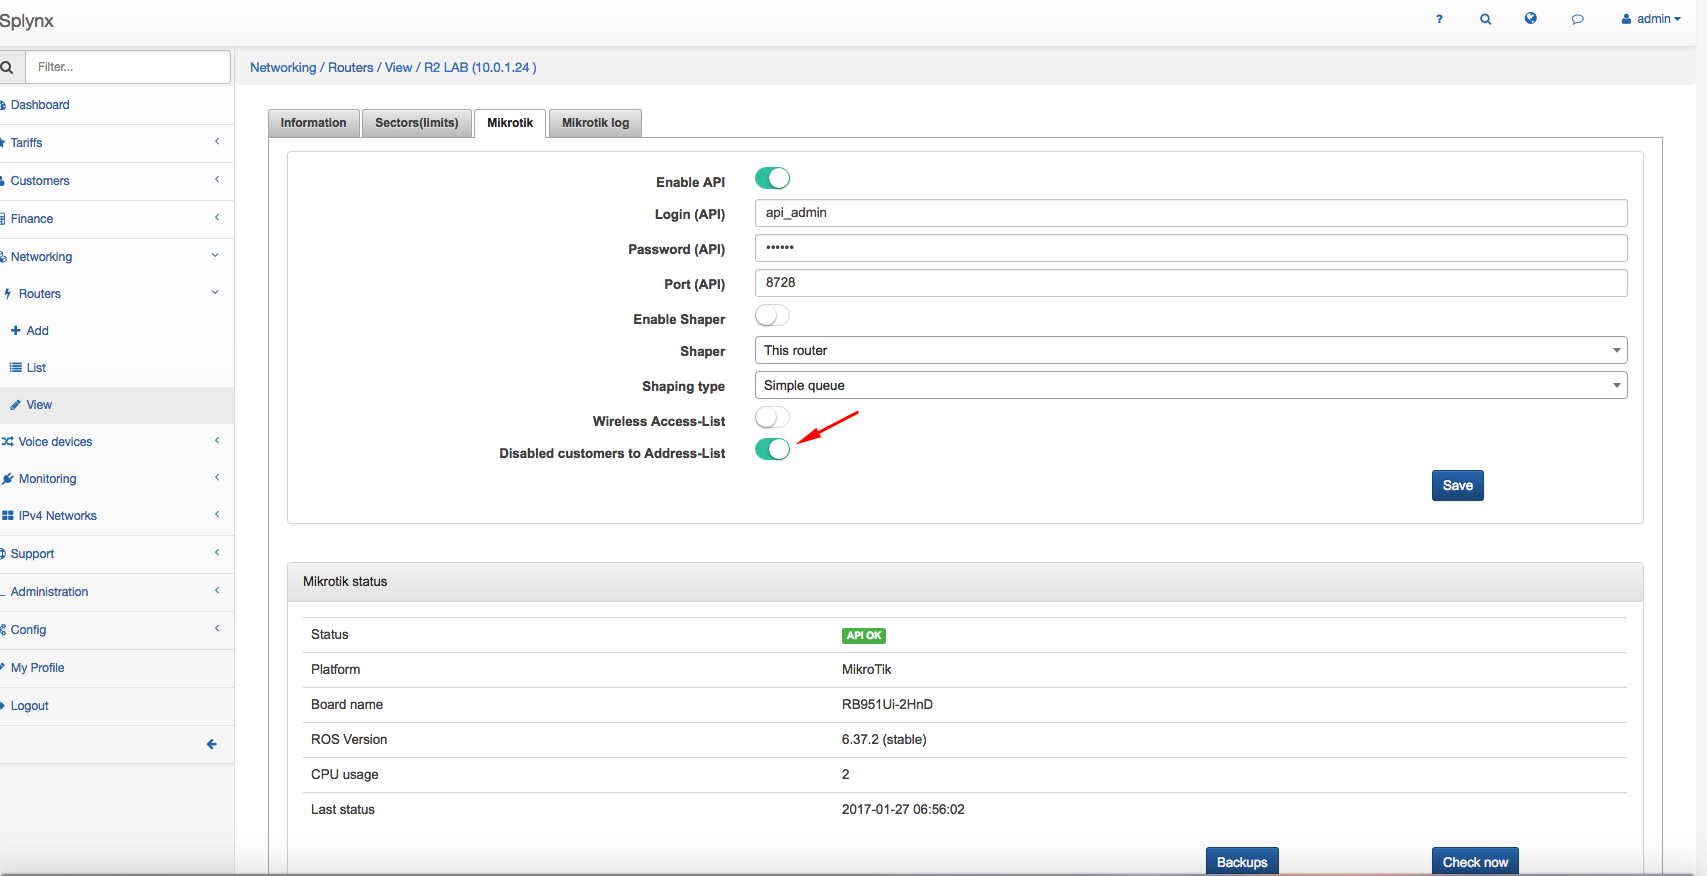 Splynx
?
admin
Filter...
Networking / Routers / View / R2 LAB (10.0.1.24 )
Dashboard
Tariffs
Customers
Finance
Networking
Routers
Add
List
View
Voice devices
Monitoring
IPv4 Networks
Support
Administration
Config
My Profile
Logout
Information
Sectors(limits)
Mikrotik
Mikrotik log
Enable API
Login (API) api_admin
Password (API) ••••••
Port (API) 8728
Enable Shaper
Shaper This router
Shaping type Simple queue
Wireless Access-List
Disabled customers to Address-List
Save
Mikrotik status
Status API OK
Platform MikroTik
Board name RB951Ui-2HnD
ROS Version 6.37.2 (stable)
CPU usage 2
Last status 2017-01-27 06:56:02
Backups
Check now